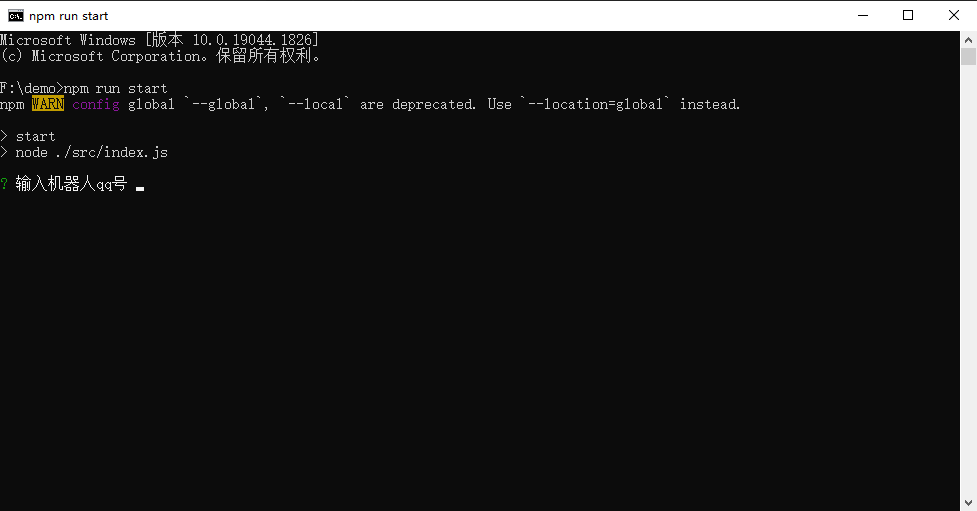 npm run start
Microsoft Windows [版本 10.0.19044.1826]
(c) Microsoft Corporation。保留所有权利。
F:\demo>npm run start
npm WARN config global `--global`, `--local` are deprecated. Use `--location=global` instead.
> start
> node ./src/index.js
? 输入机器人qq号